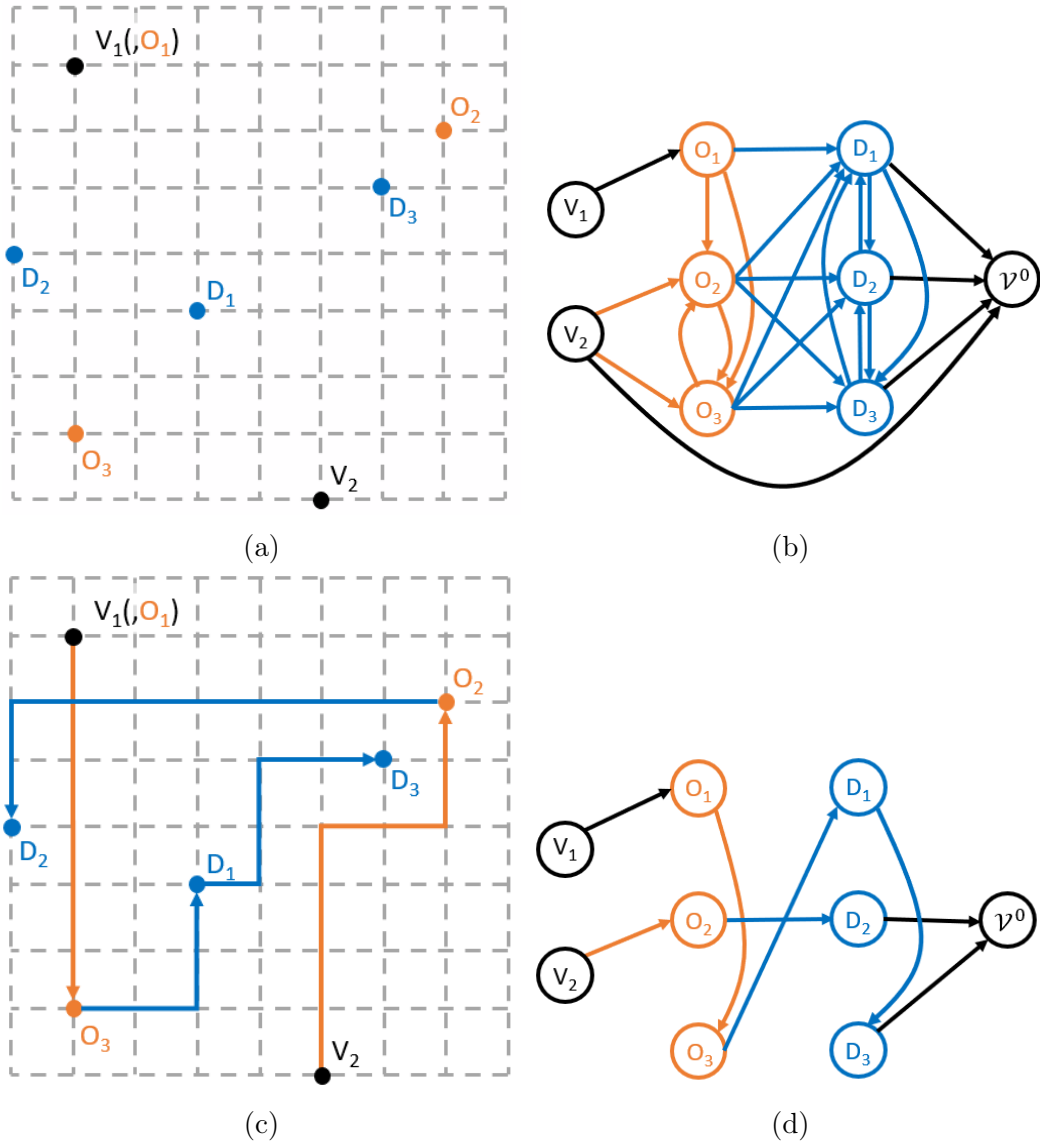 V₁(,O₁)
O₂
D₃
D₂
D₁
O₃
V₂
(a)
O₁
D₁
V₁
O₂
D₂
𝒱⁰
V₂
O₃
D₃
(b)
V₁(,O₁)
O₂
D₃
D₂
D₁
O₃
V₂
(c)
O₁
D₁
V₁
O₂
D₂
𝒱⁰
V₂
O₃
D₃
(d)